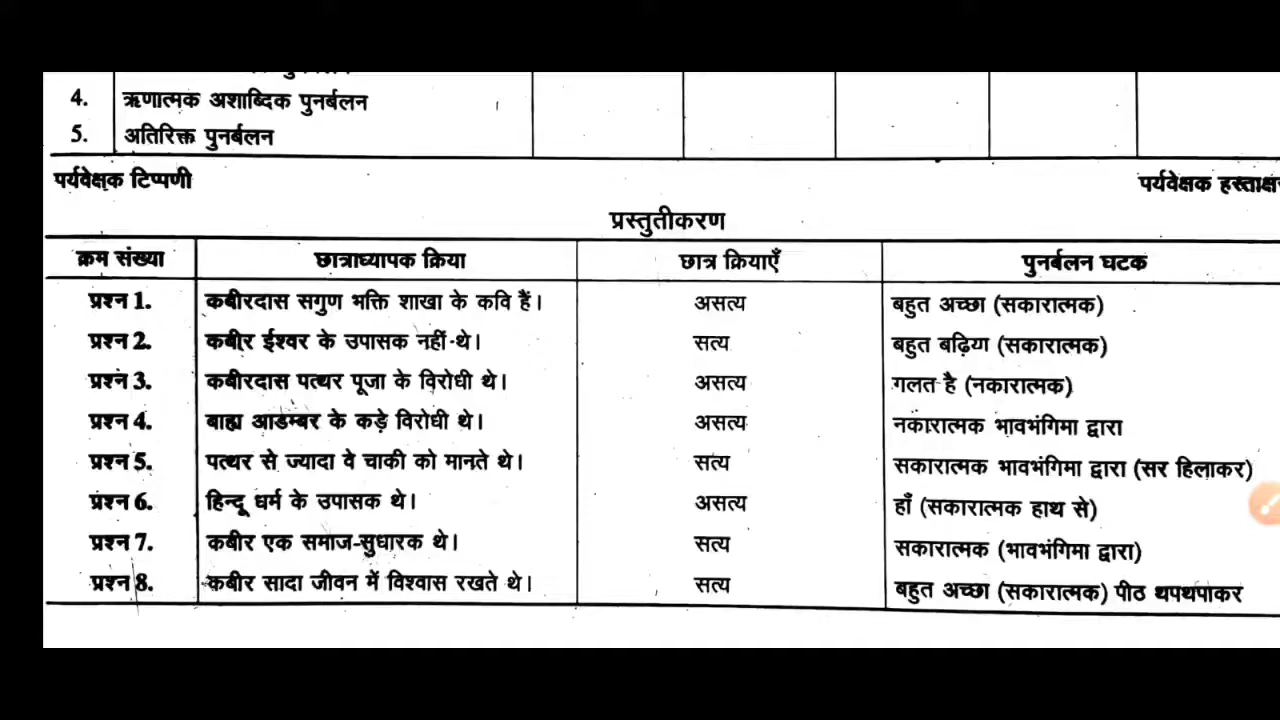 4. ऋणात्मक अशाब्दिक पुनर्बलन
5. अतिरिक्त पुनर्बलन
पर्यवेक्षक टिप्पणी पर्यवेक्षक
प्रस्तुतीकरण
क्रम संख्या छात्राध्यापक क्रिया छात्र क्रियाएँ पुनर्बलन घटक
प्रश्न 1. कबीरदास सगुण भक्ति शाखा के कवि हैं। असत्य बहुत अच्छा (सकारात्मक)
प्रश्न 2. कबीर ईश्वर के उपासक नहीं थे। सत्य बहुत बढ़िया (सकारात्मक)
प्रश्न 3. कबीरदास पत्थर पूजा के विरोधी थे। असत्य गलत है (नकारात्मक)
प्रश्न 4. बाह्य आडम्बर के कड़े विरोधी थे। असत्य नकारात्मक भावभंगिमा द्वारा
प्रश्न 5. पत्थर से ज्यादा वे चाकी को मानते थे। सत्य सकारात्मक भावभंगिमा द्वारा (सर हिलाकर)
प्रश्न 6. हिन्दू धर्म के उपासक थे। असत्य हाँ (सकारात्मक हाथ से)
प्रश्न 7. कबीर एक समाज-सुधारक थे। सत्य सकारात्मक (भावभंगिमा द्वारा)
प्रश्न 8. कबीर सादा जीवन में विश्वास रखते थे। सत्य बहुत अच्छा (सकारात्मक) पीठ थपथपाकर